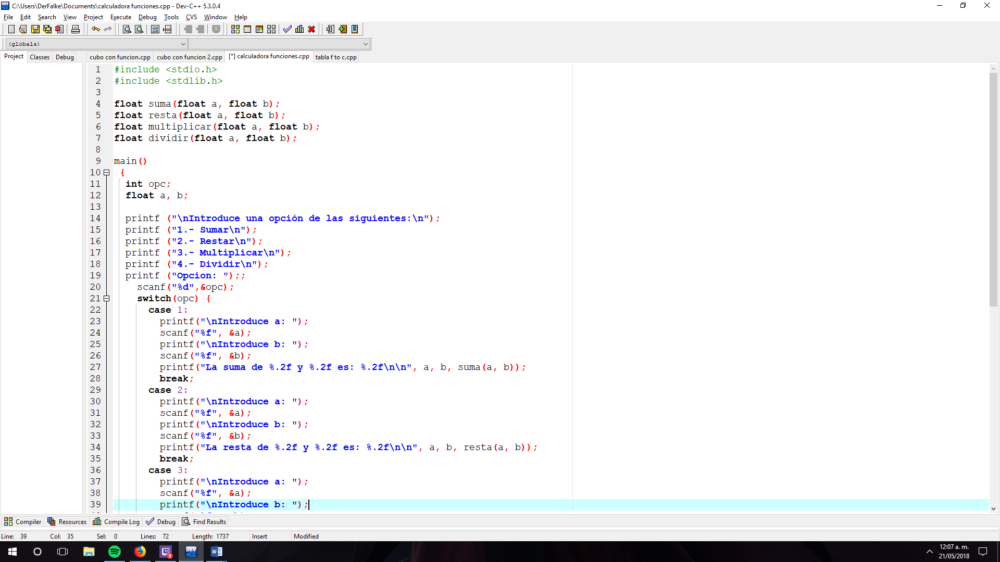 C:\Users\DerFalke\Documents\calculadora funciones.cpp - Dev-C++ 5.3.0.4
File Edit Search View Project Execute Debug Tools CVS Window Help
(globals)
Project Classes Debug
cubo con funcion.cpp cubo con funcion 2.cpp [*] calculadora funciones.cpp tabla f to c.cpp
1 #include <stdio.h>
2 #include <stdlib.h>
3
4 float suma(float a, float b);
5 float resta(float a, float b);
6 float multiplicar(float a, float b);
7 float dividir(float a, float b);
8
9 main()
10 {
11 int opc;
12 float a, b;
13
14 printf ("\nIntroduce una opción de las siguientes:\n");
15 printf ("1.- Sumar\n");
16 printf ("2.- Restar\n");
17 printf ("3.- Multiplicar\n");
18 printf ("4.- Dividir\n");
19 printf ("Opcion: ");;
20 scanf("%d",&opc);
21 switch(opc) {
22 case 1:
23 printf("\nIntroduce a: ");
24 scanf("%f", &a);
25 printf("\nIntroduce b: ");
26 scanf("%f", &b);
27 printf("La suma de %.2f y %.2f es: %.2f\n\n", a, b, suma(a, b));
28 break;
29 case 2:
30 printf("\nIntroduce a: ");
31 scanf("%f", &a);
32 printf("\nIntroduce b: ");
33 scanf("%f", &b);
34 printf("La resta de %.2f y %.2f es: %.2f\n\n", a, b, resta(a, b));
35 break;
36 case 3:
37 printf("\nIntroduce a: ");
38 scanf("%f", &a);
39 printf("\nIntroduce b: ");
Compiler Resources Compile Log Debug Find Results
Line: 39 Col: 35 Sel: 0 Lines: 72 Length: 1737 Insert Modified
DEV
5
12:07 a. m.
21/05/2018